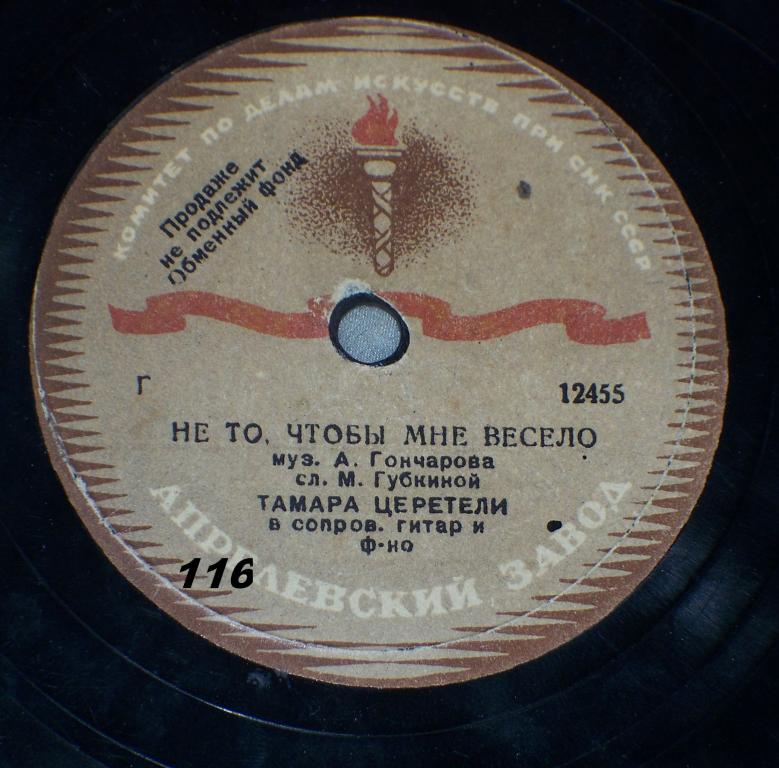 КОМИТЕТ ПО ДЕЛАМ ИСКУССТВ ПРИ СНК СССР
Продаже
не подлежит
Обменный фонд
Г
12455
НЕ ТО, ЧТОБЫ МНЕ ВЕСЕЛО
муз. А. Гончарова
сл. М. Губкиной
ТАМАРА ЦЕРЕТЕЛИ
в сопров. гитар и
ф-но
АПРЕЛЕВСКИЙ ЗАВОД
116